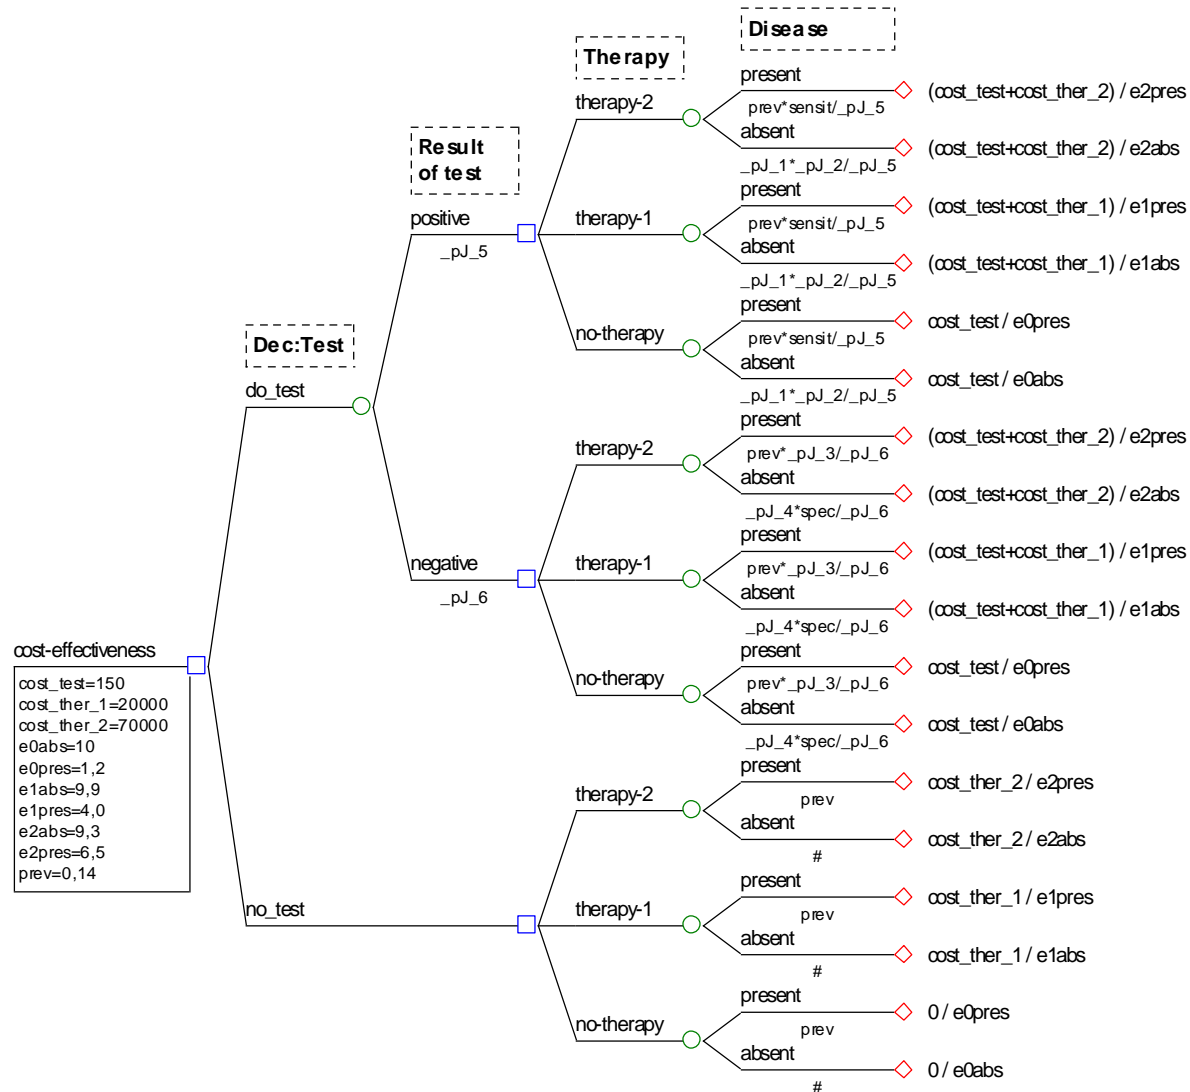 Disease
Therapy
present
therapy-2
(cost_test+cost_ther_2) / e2pres
prev*sensit/_pJ_5
absent
Result
of test
(cost_test+cost_ther_2) / e2abs
_pJ_1*_pJ_2/_pJ_5
present
positive
therapy-1
(cost_test+cost_ther_1) / e1pres
_pJ_5
prev*sensit/_pJ_5
absent
(cost_test+cost_ther_1) / e1abs
_pJ_1*_pJ_2/_pJ_5
present
no-therapy
cost_test / e0pres
prev*sensit/_pJ_5
absent
Dec:Test
cost_test / e0abs
do_test
_pJ_1*_pJ_2/_pJ_5
present
therapy-2
(cost_test+cost_ther_2) / e2pres
prev*_pJ_3/_pJ_6
absent
(cost_test+cost_ther_2) / e2abs
_pJ_4*spec/_pJ_6
present
negative
therapy-1
(cost_test+cost_ther_1) / e1pres
_pJ_6
prev*_pJ_3/_pJ_6
absent
(cost_test+cost_ther_1) / e1abs
_pJ_4*spec/_pJ_6
present
no-therapy
cost_test / e0pres
prev*_pJ_3/_pJ_6
absent
cost_test / e0abs
_pJ_4*spec/_pJ_6
cost-effectiveness
cost_test=150
cost_ther_1=20000
cost_ther_2=70000
e0abs=10
e0pres=1,2
e1abs=9,9
e1pres=4,0
e2abs=9,3
e2pres=6,5
prev=0,14
present
therapy-2
cost_ther_2 / e2pres
prev
absent
cost_ther_2 / e2abs
#
no_test
present
therapy-1
cost_ther_1 / e1pres
prev
absent
cost_ther_1 / e1abs
#
present
no-therapy
0 / e0pres
prev
absent
0 / e0abs
#